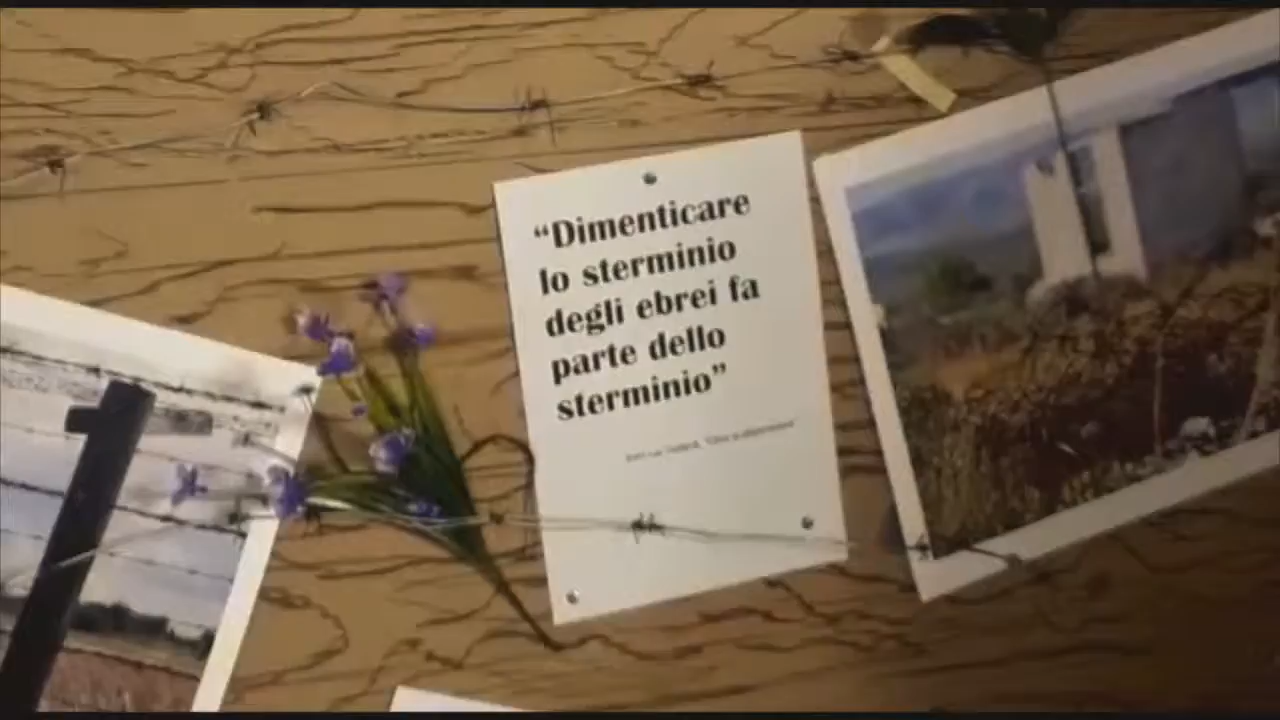 “Dimenticare
lo sterminio
degli ebrei fa
parte dello
sterminio”